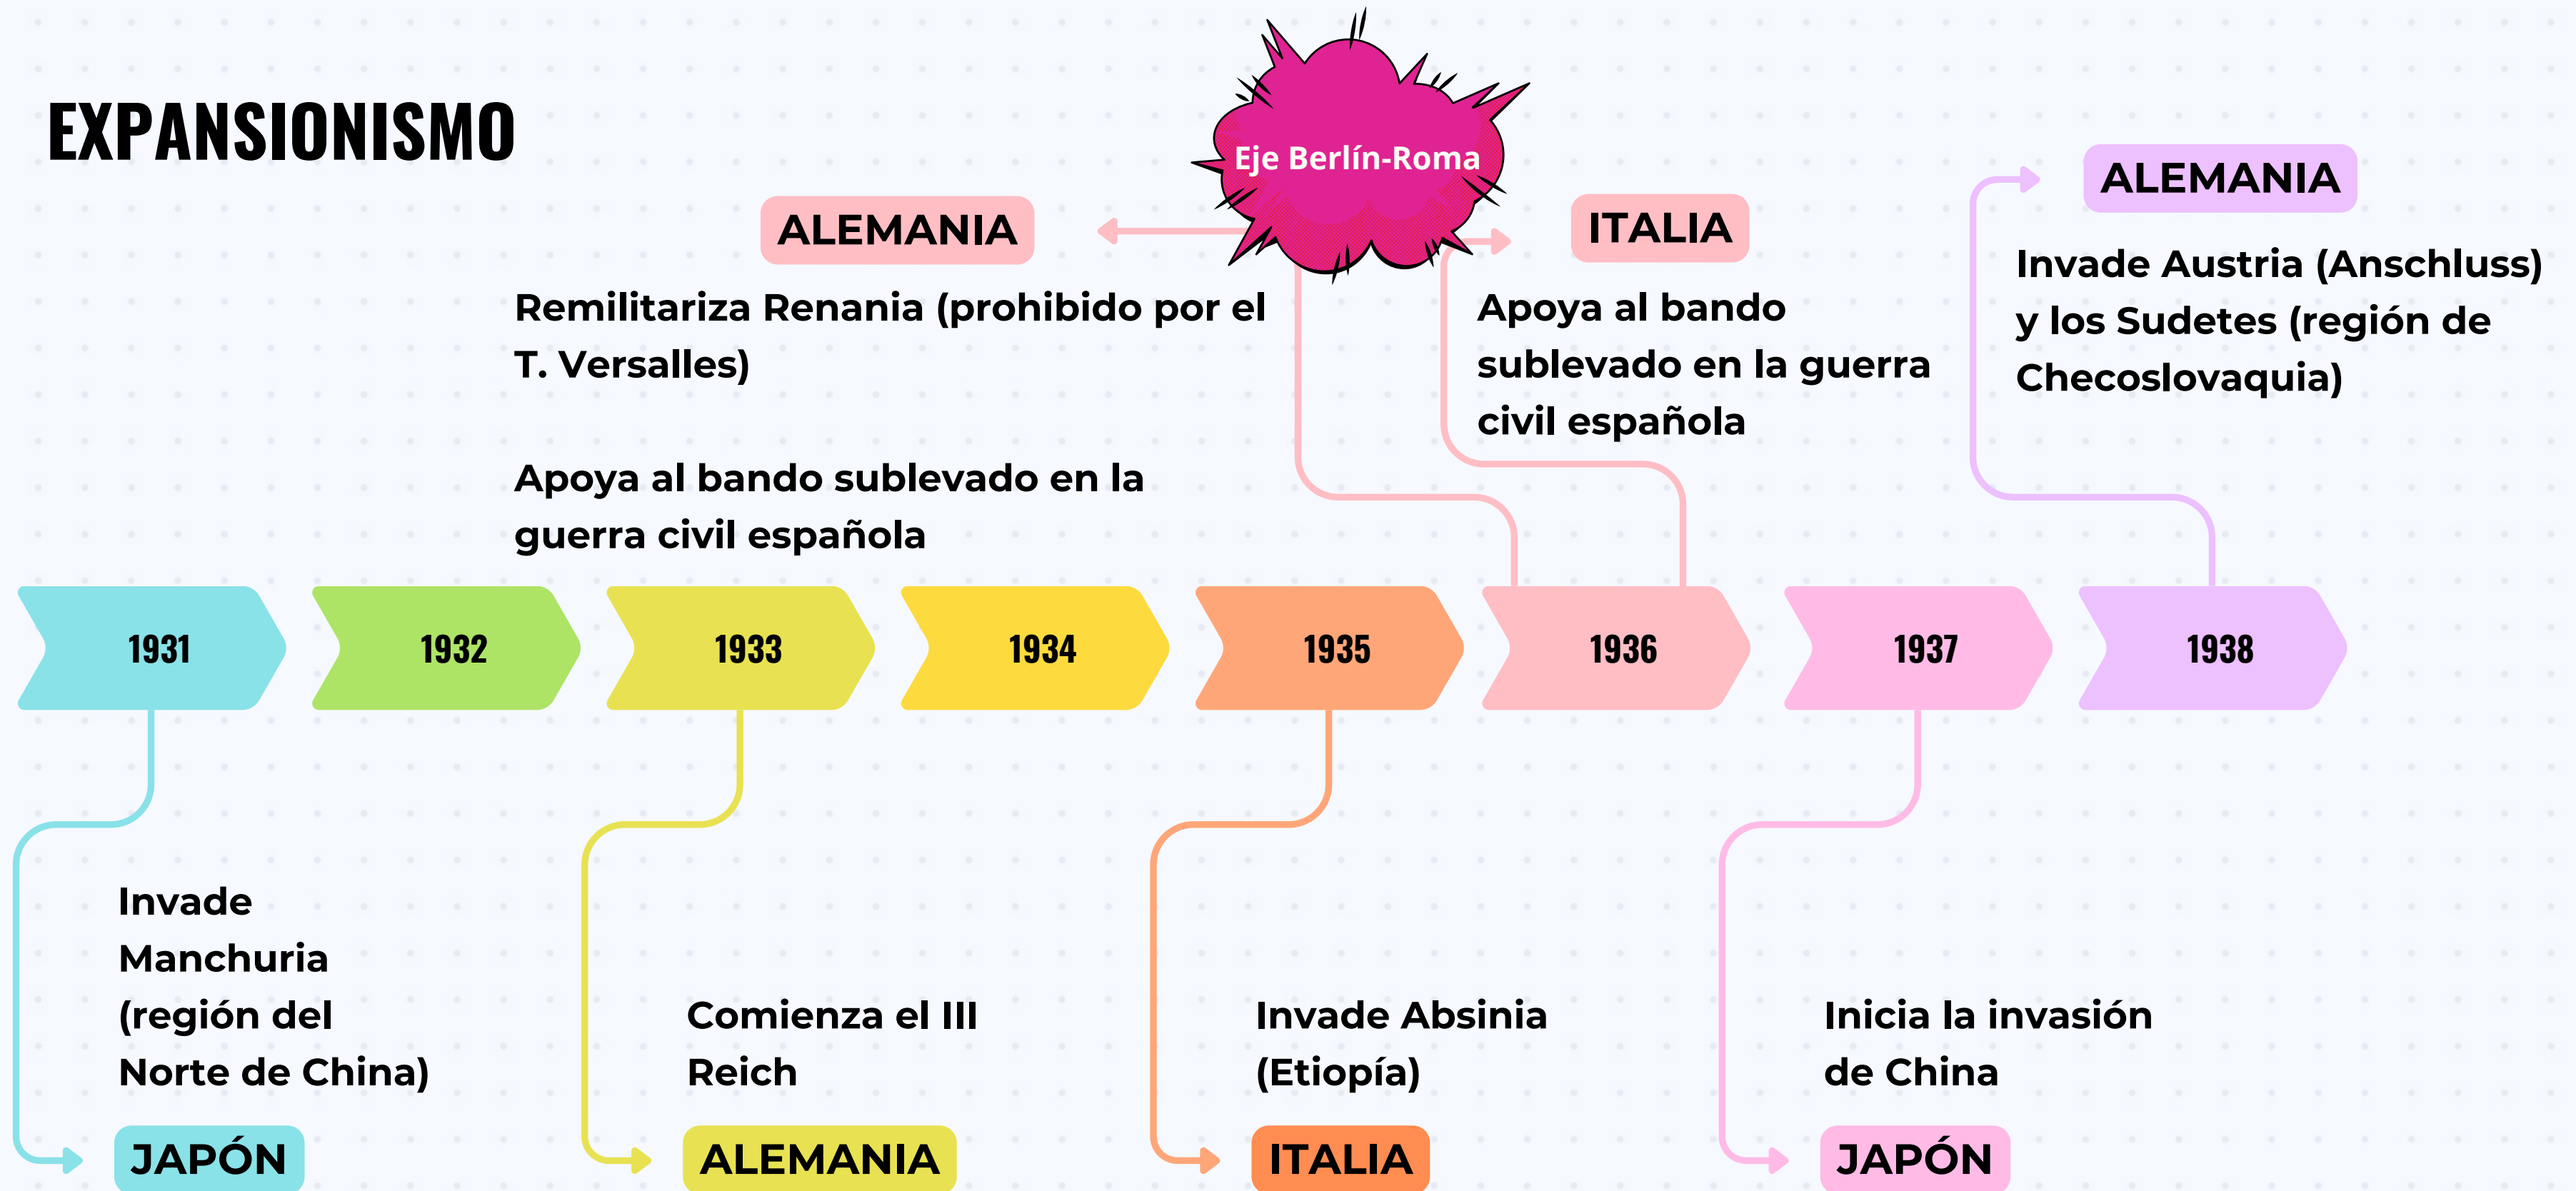 EXPANSIONISMO
Eje Berlín-Roma
ALEMANIA
Remilitariza Renania (prohibido por el
T. Versalles)
Apoya al bando sublevado en la
guerra civil española
ITALIA
Apoya al bando
sublevado en la guerra
civil española
ALEMANIA
Invade Austria (Anschluss)
y los Sudetes (región de
Checoslovaquia)
1931
1932
1933
1934
1935
1936
1937
1938
Invade
Manchuria
(región del
Norte de China)
JAPÓN
Comienza el III
Reich
ALEMANIA
Invade Absinia
(Etiopía)
ITALIA
Inicia la invasión
de China
JAPÓN